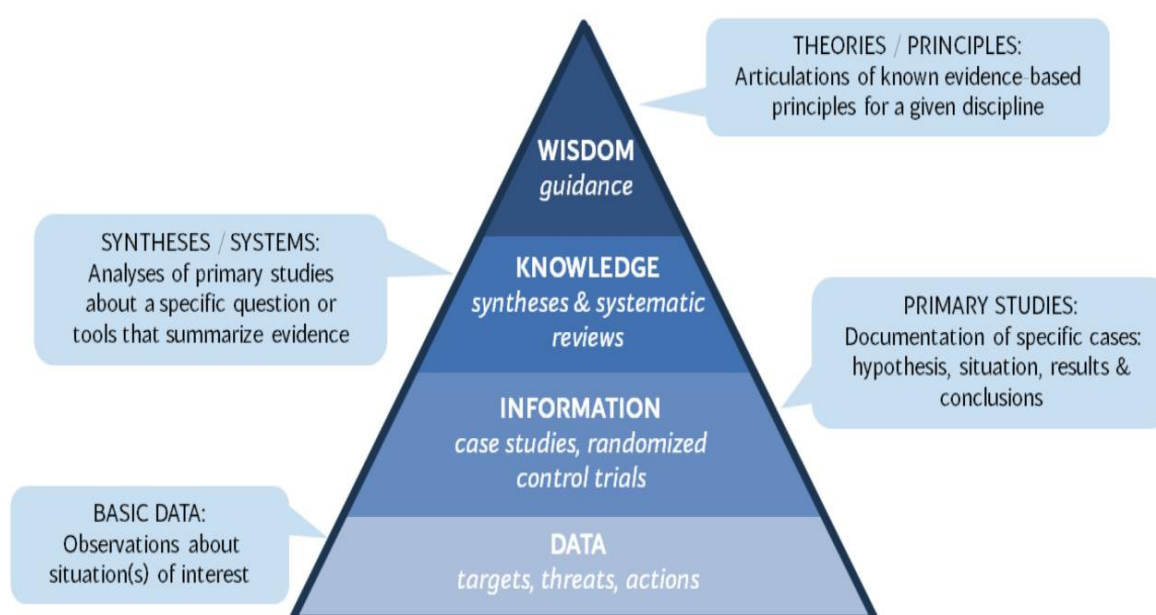 THEORIES / PRINCIPLES:
Articulations of known evidence-based
principles for a given discipline
WISDOM
guidance
SYNTHESES / SYSTEMS:
Analyses of primary studies
about a specific question or
tools that summarize evidence
KNOWLEDGE
syntheses & systematic
reviews
PRIMARY STUDIES:
Documentation of specific cases:
hypothesis, situation, results &
conclusions
INFORMATION
case studies, randomized
control trials
BASIC DATA:
Observations about
situation(s) of interest
DATA
targets, threats, actions